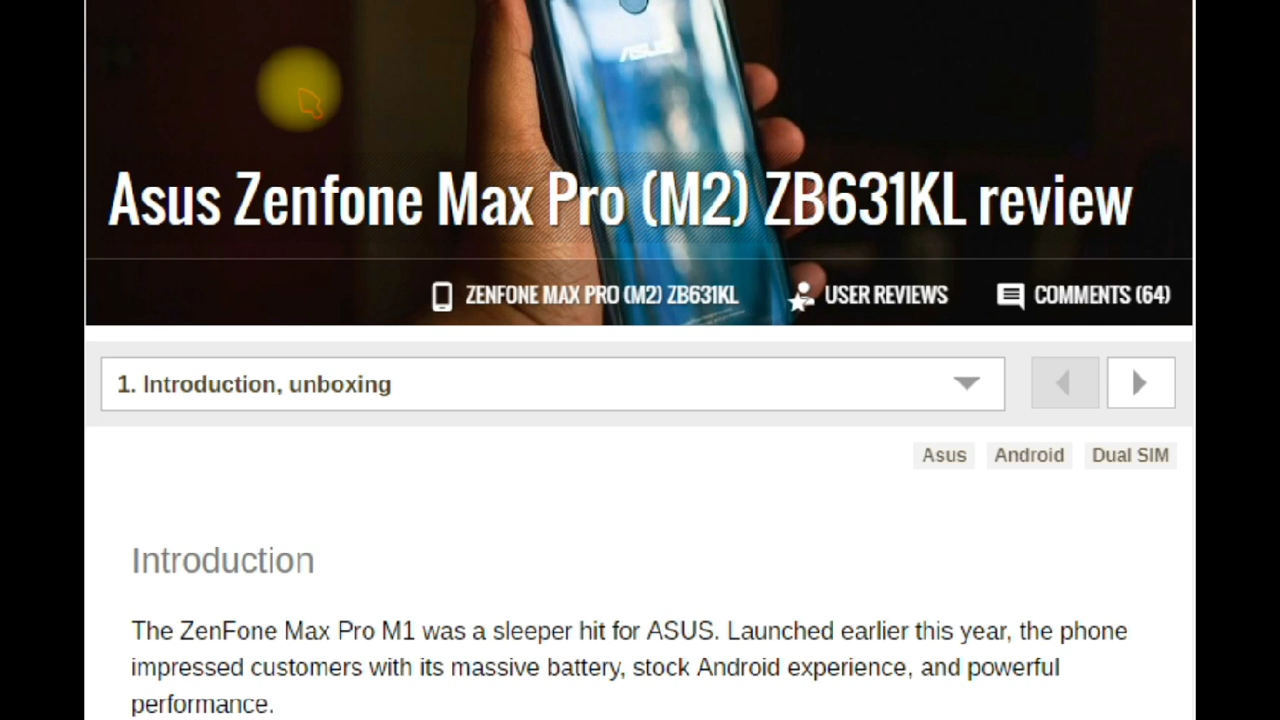 ASUS
Asus Zenfone Max Pro (M2) ZB631KL review
ZENFONE MAX PRO (M2) ZB631KL USER REVIEWS COMMENTS (64)
1. Introduction, unboxing
Asus Android Dual SIM
Introduction
The ZenFone Max Pro M1 was a sleeper hit for ASUS. Launched earlier this year, the phone
impressed customers with its massive battery, stock Android experience, and powerful
performance.